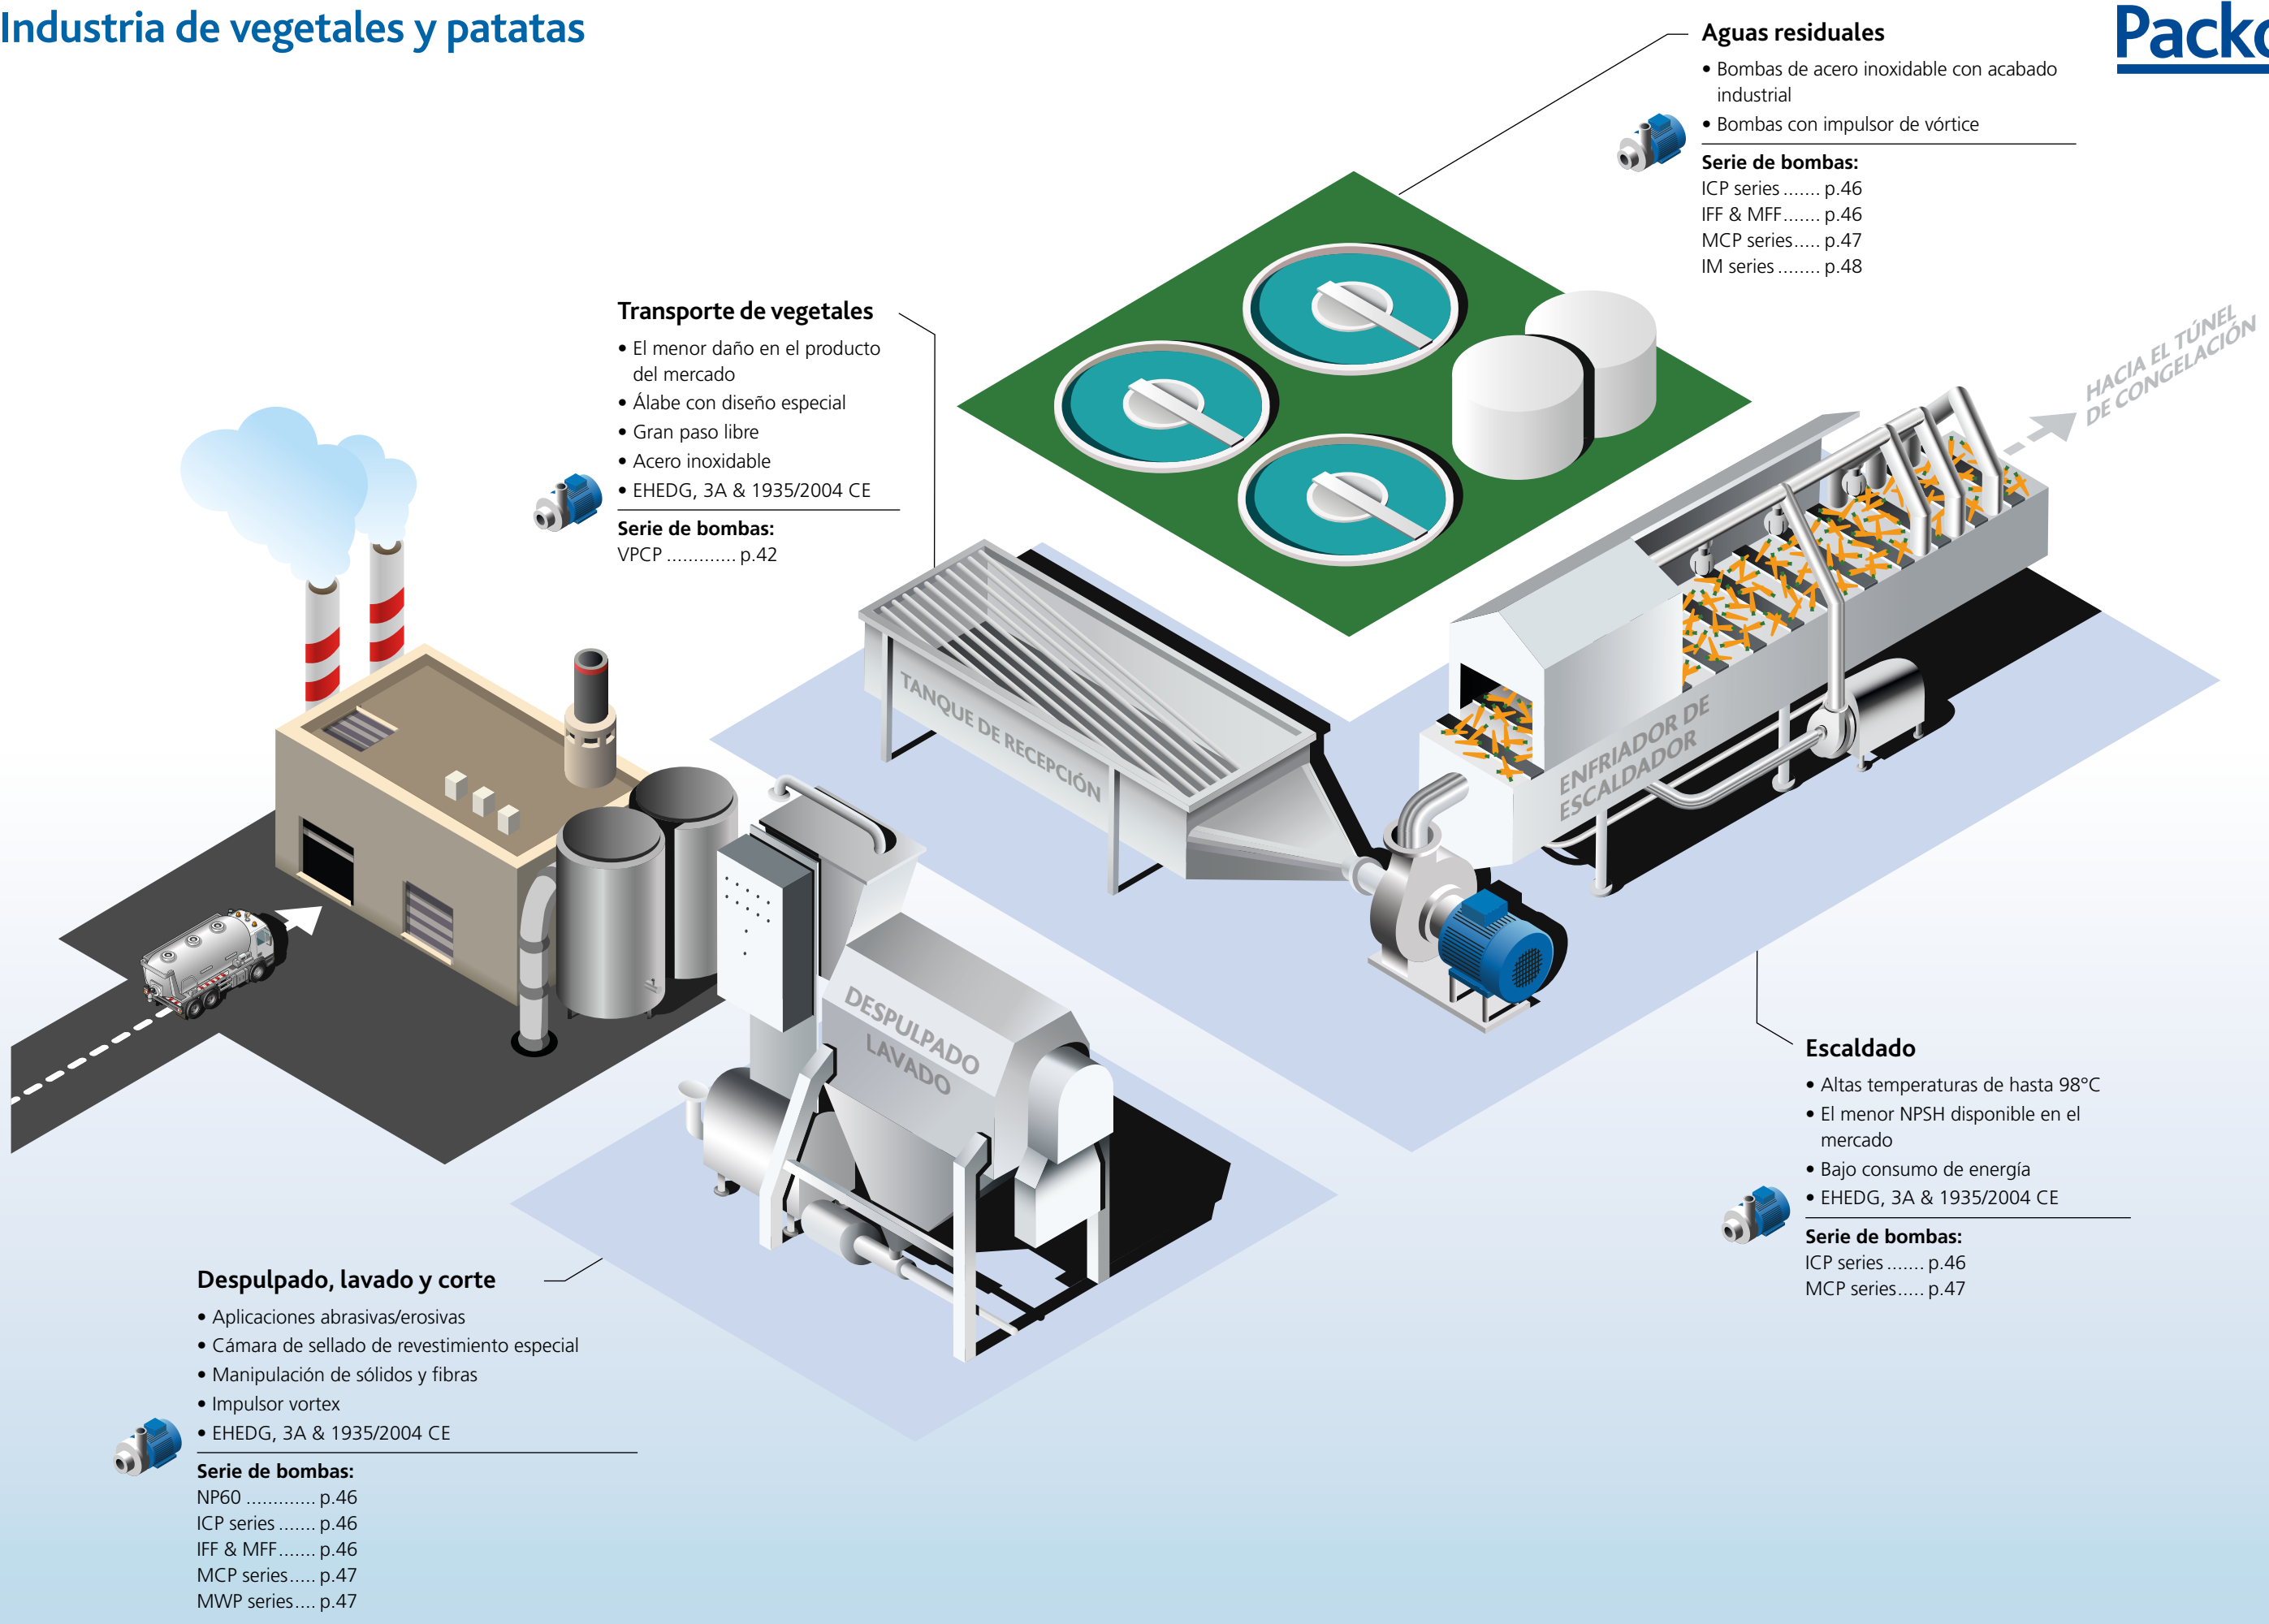 Industria de vegetales y patatas
Aguas residuales
• Bombas de acero inoxidable con acabado
industrial
• Bombas con impulsor de vórtice
Serie de bombas:
ICP series ....... p.46
IFF & MFF....... p.46
MCP series..... p.47
IM series ........ p.48
Transporte de vegetales
• El menor daño en el producto
del mercado
• Álabe con diseño especial
• Gran paso libre
• Acero inoxidable
• EHEDG, 3A & 1935/2004 CE
Serie de bombas:
VPCP ............. p.42
HACIA EL TÚNEL
DE CONGELACIÓN
TANQUE DE RECEPCIÓN
ENFRIADOR DE
ESCALDADOR
DESPULPADO
LAVADO
Escaldado
• Altas temperaturas de hasta 98°C
• El menor NPSH disponible en el
mercado
• Bajo consumo de energía
• EHEDG, 3A & 1935/2004 CE
Serie de bombas:
ICP series ....... p.46
MCP series..... p.47
Despulpado, lavado y corte
• Aplicaciones abrasivas/erosivas
• Cámara de sellado de revestimiento especial
• Manipulación de sólidos y fibras
• Impulsor vortex
• EHEDG, 3A & 1935/2004 CE
Serie de bombas:
NP60 ............. p.46
ICP series ....... p.46
IFF & MFF....... p.46
MCP series..... p.47
MWP series.... p.47